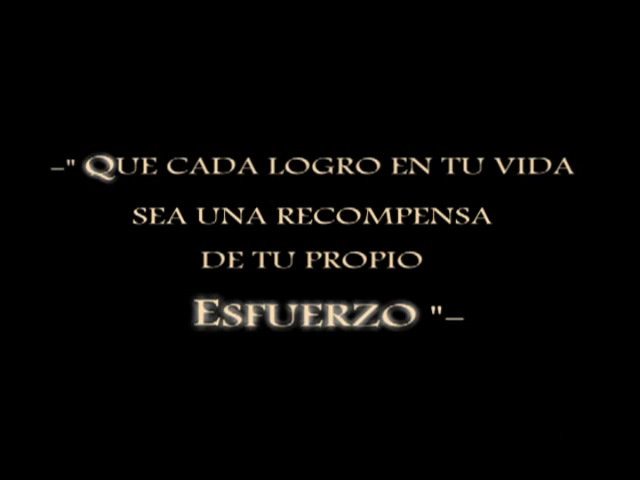 –" QUE CADA LOGRO EN TU VIDA
SEA UNA RECOMPENSA
DE TU PROPIO
ESFUERZO "–